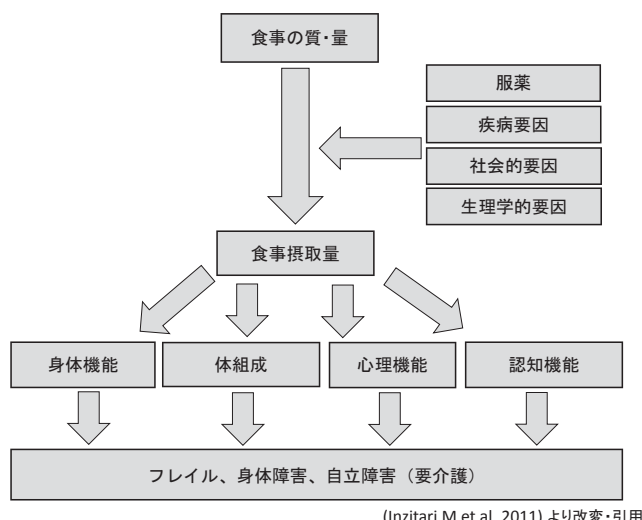 食事の質・量
服薬
疾病要因
社会的要因
生理学的要因
食事摂取量
身体機能
体組成
心理機能
認知機能
フレイル、身体障害、自立障害（要介護）
(Inzitari M et al, 2011) より改変・引用